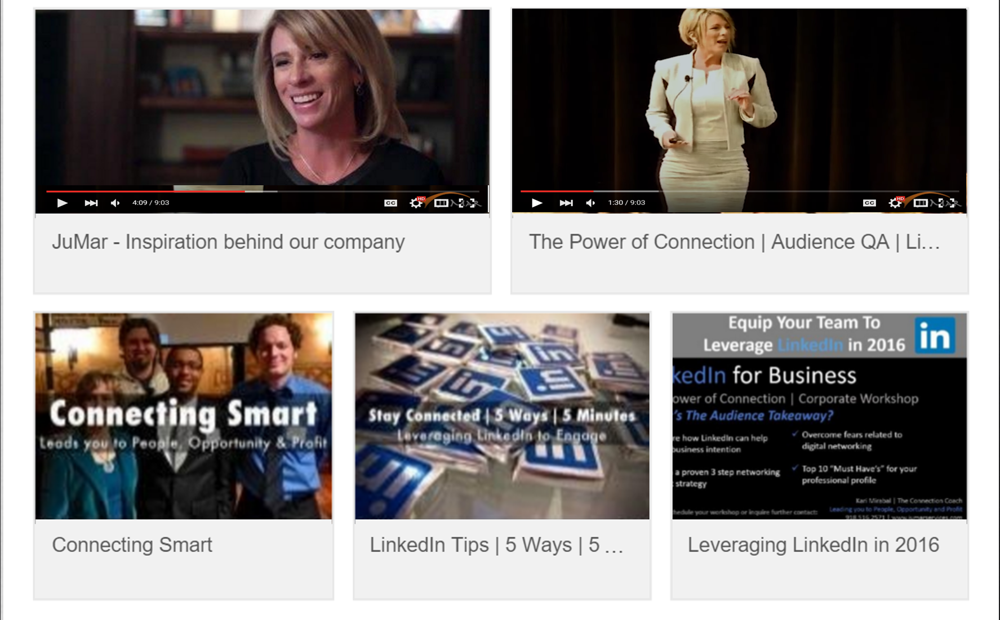 4:09 / 9:03
CC
HD
JuMar - Inspiration behind our company
1:30 / 9:03
CC
HD
The Power of Connection | Audience QA | Li...
Connecting Smart
Leads you to People, Opportunity & Profit
Connecting Smart
in
Stay Connected | 5 Ways | 5 Minutes
Leveraging LinkedIn to Engage
LinkedIn Tips | 5 Ways | 5 ...
Equip Your Team To
Leverage LinkedIn in 2016
in
kedIn for Business
ower of Connection | Corporate Workshop
's The Audience Takeaway?
re how LinkedIn can help
business intention
✓ Overcome fears related to
digital networking
a proven 3 step networking
strategy
✓ Top 10 "Must Have's" for your
professional profile
Kari Mirabal | The Connection Coach
Leading you to People, Opportunity and Profit
hedule your workshop or inquire further contact:
918.516.2571 | www.jumarservices.com
Leveraging LinkedIn in 2016